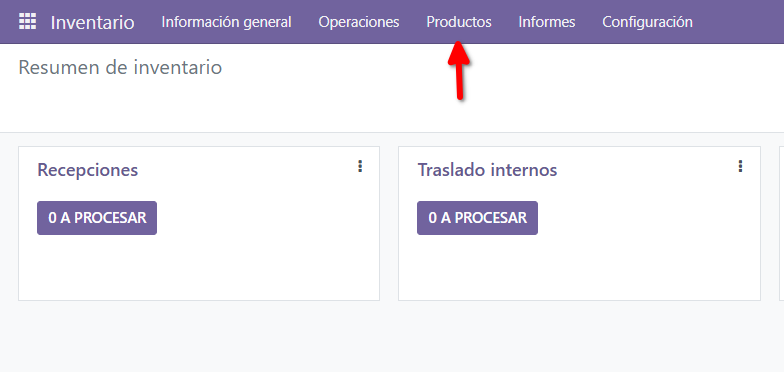 Inventario Información general Operaciones Productos Informes Configuración
Resumen de inventario
Recepciones
0 A PROCESAR
Traslado internos
0 A PROCESAR